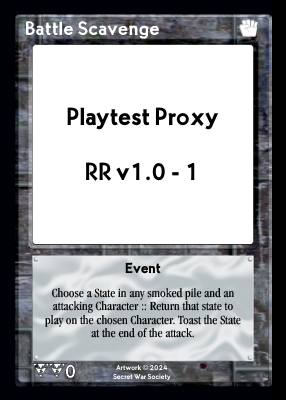 Battle Scavenge
Playtest Proxy
RR v1.0 - 1
Event
Choose a State in any smoked pile and an
attacking Character :: Return that state to
play on the chosen Character. Toast the State
at the end of the attack.
0
Artwork © 2024
Secret War Society